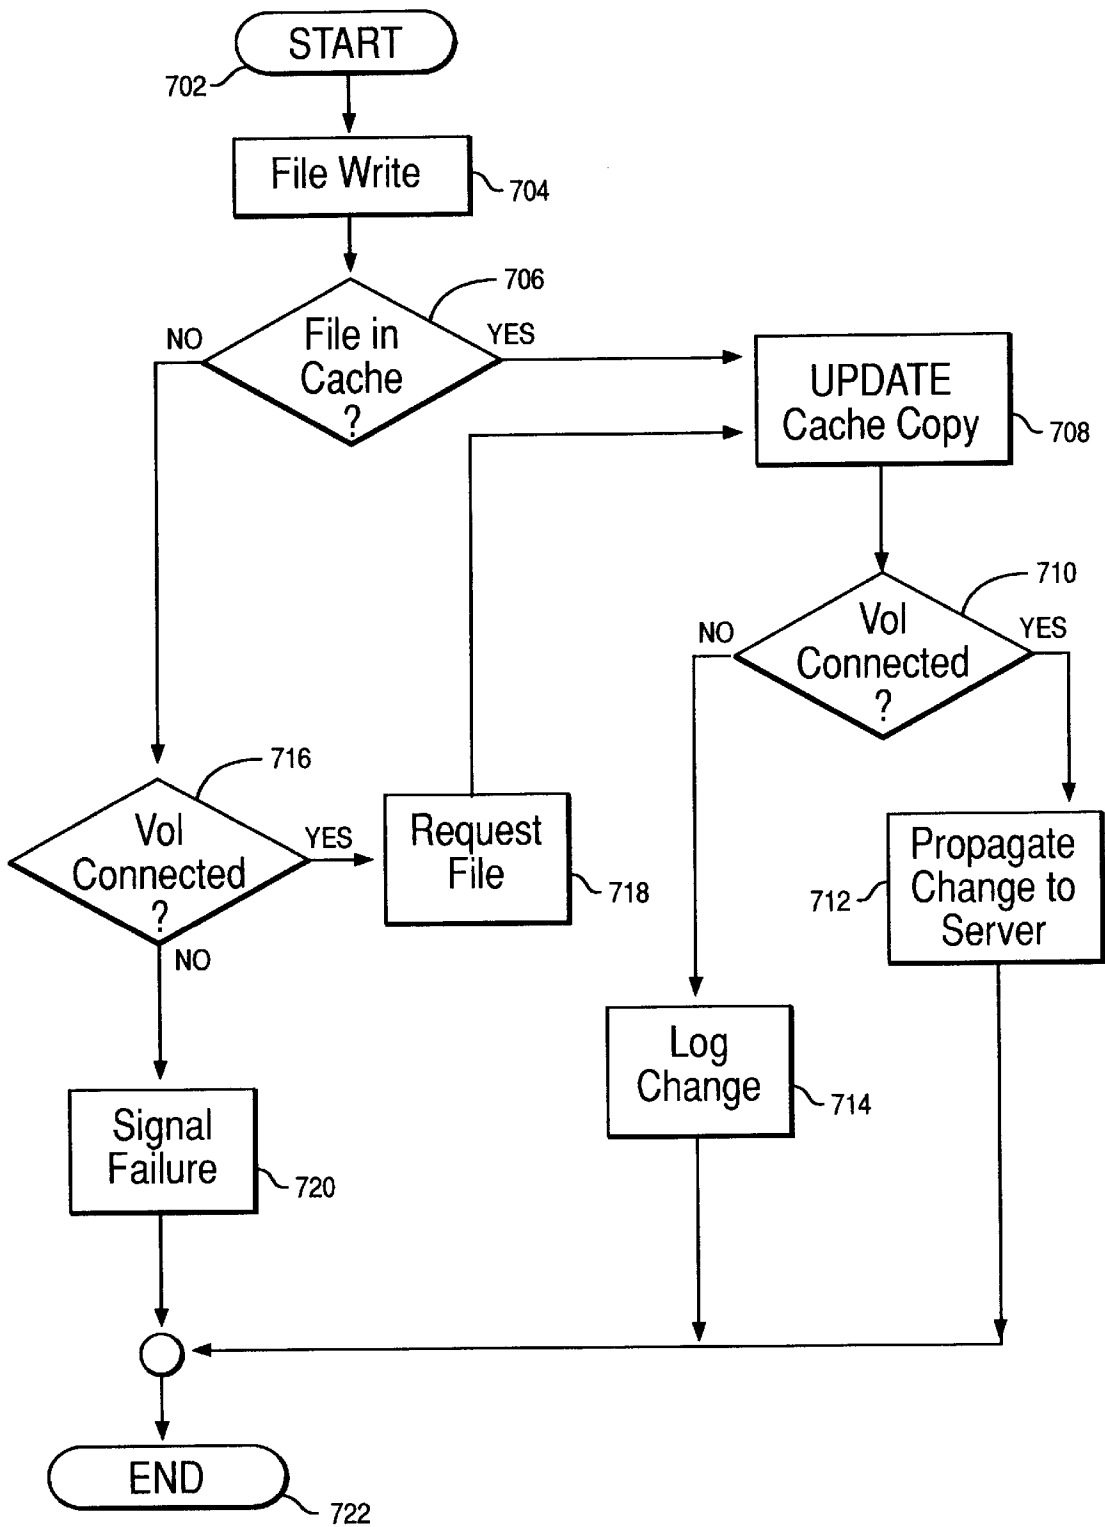 START
702
File Write
704
706
NO
File in
Cache
?
YES
UPDATE
Cache Copy
708
710
NO
Vol
Connected
?
YES
716
Vol
Connected
?
YES
NO
Request
File
718
Propagate
Change to
Server
712
Log
Change
714
Signal
Failure
720
END
722